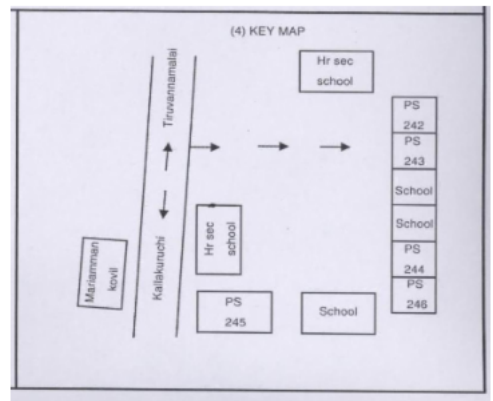 (4) KEY MAP
Hr sec
school
Tiruvannamalai
PS
242
PS
243
School
School
PS
244
PS
246
Hr sec
school
Mariamman
kovil
Kallakuruchi
PS
245
School